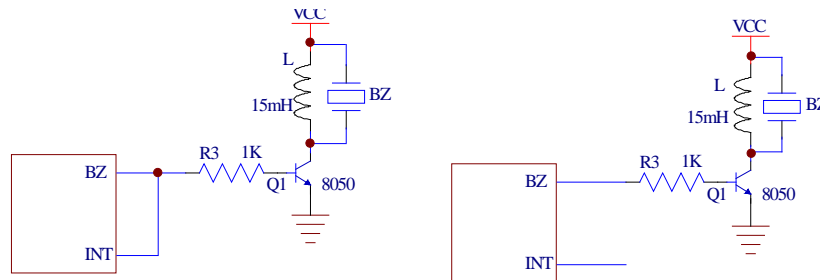 VCC
L
15mH
BZ
R3 1K
BZ
Q1
8050
INT
VCC
L
15mH
BZ
R3 1K
BZ
Q1
8050
INT